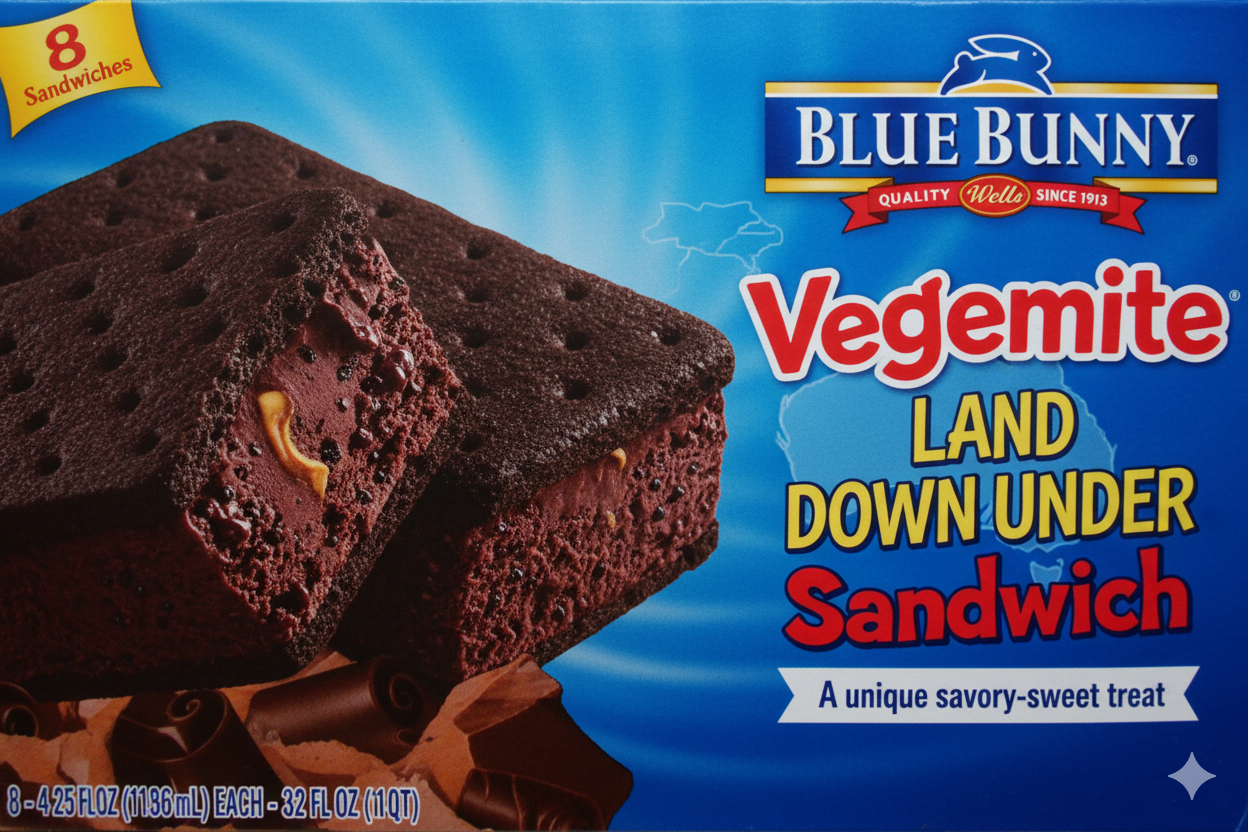 8
Sandwiches
BLUE BUNNY®
QUALITY Wells SINCE 1913
Vegemite®
LAND
DOWN UNDER
Sandwich
A unique savory-sweet treat
8 - 4 25 FL OZ (1136 mL) EACH - 32 FL OZ (1 QT)